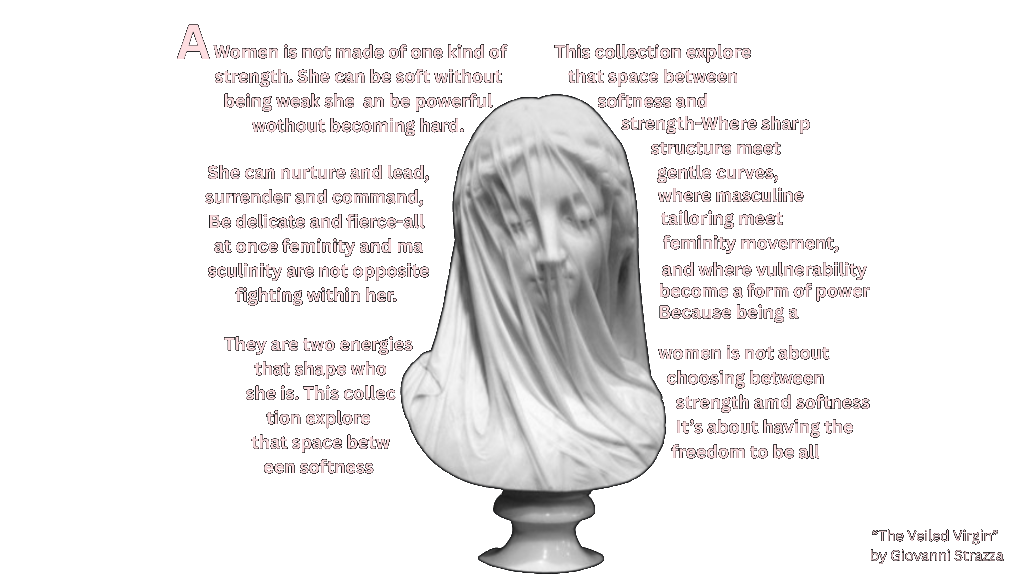 A Women is not made of one kind of
strength. She can be soft without
being weak she an be powerful
wothout becoming hard.
She can nurture and lead,
surrender and command,
Be delicate and fierce-all
at once feminity and ma
sculinity are not opposite
fighting within her.
They are two energies
that shape who
she is. This collec
tion explore
that space betw
een softness
This collection explore
that space between
softness and
strength-Where sharp
structure meet
gentle curves,
where masculine
tailoring meet
feminity movement,
and where vulnerability
become a form of power
Because being a
women is not about
choosing between
strength amd softness
It's about having the
freedom to be all
"The Veiled Virgin"
by Giovanni Strazza